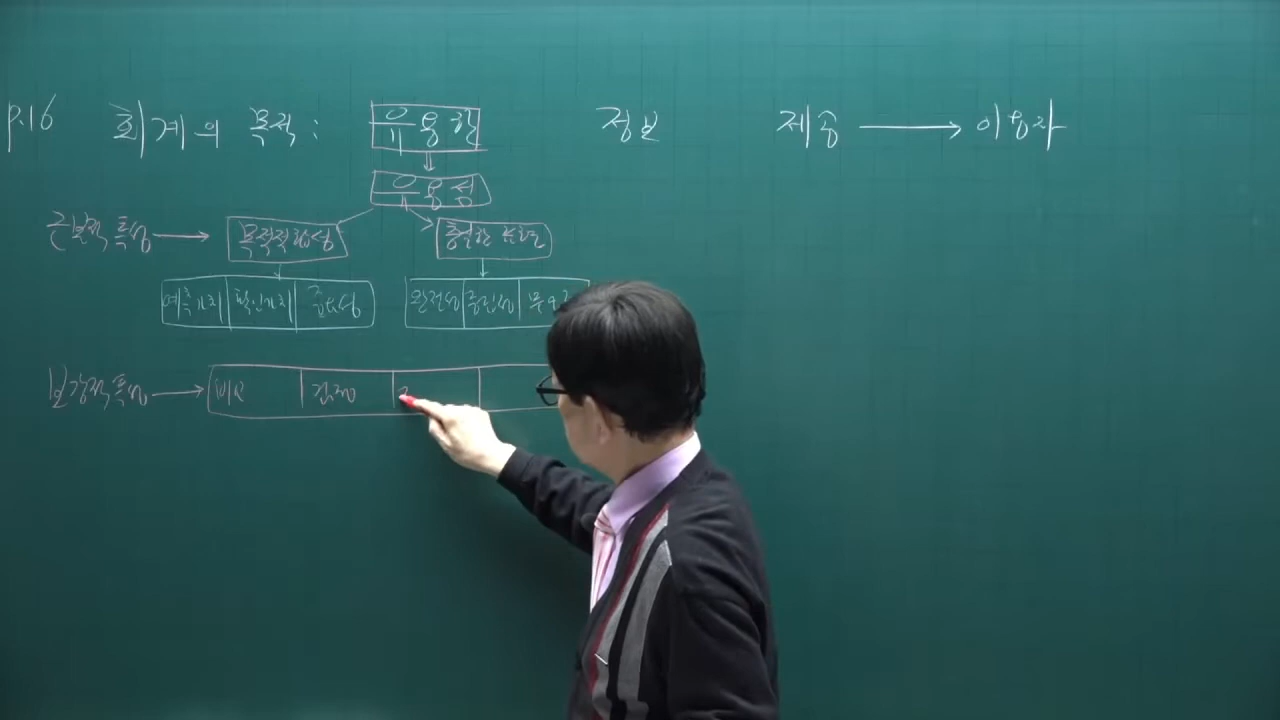 P.16 회계의 목적 : 유용한 정보 제공 → 이용자
↓
유용성
근본적 특성 → 목적적합성 충실한 표현
예측가치 확인가치 중요성 완전성 중립성 무오
보강적 특성 → 비교 검증